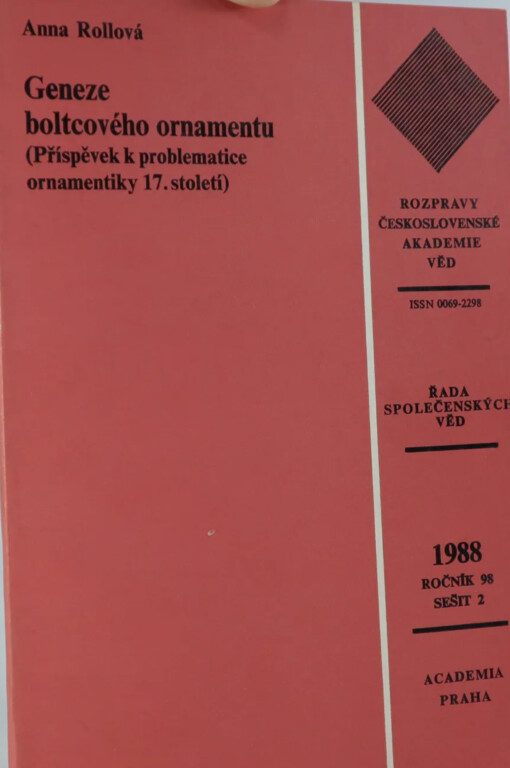 Anna Rollová
Geneze
boltcového ornamentu
(Příspěvek k problematice
ornamentiky 17. století)
ROZPRAVY
ČESKOSLOVENSKÉ
AKADEMIE
VĚD
ISSN 0069-2298
ŘADA
SPOLEČENSKÝCH
VĚD
1988
ROČNÍK 98
SEŠIT 2
ACADEMIA
PRAHA